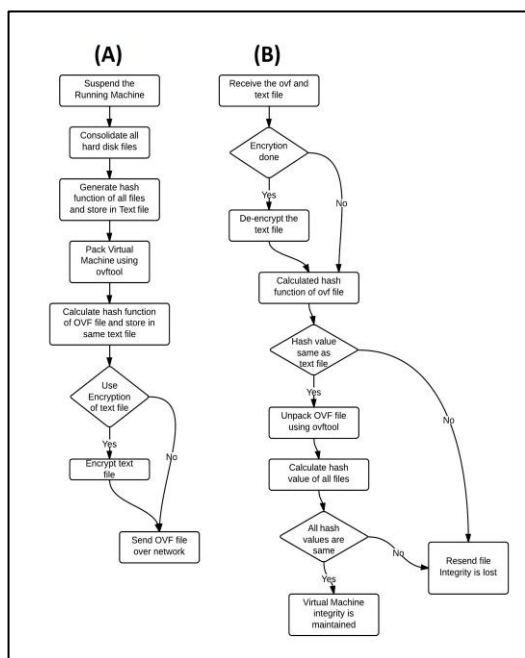 (A)
Suspend the
Running Machine
Consolidate all
hard disk files
Generate hash
function of all files
and store in Text file
Pack Virtual
Machine using
ovftool
Calculate hash function
of OVF file and store in
same text file
Use
Encryption
of text file
Yes
No
Encrypt text
file
Send OVF file
over network
(B)
Receive the ovf and
text file
Encrytion
done
Yes
No
De-encrypt the
text file
Calculated hash
function of ovf file
Hash value
same as
text file
Yes
No
Unpack OVF file
using ovftool
Calculate hash
value of all files
All hash
values are
same
No
Yes
Resend file
Integrity is lost
Virtual Machine
integrity is
maintained